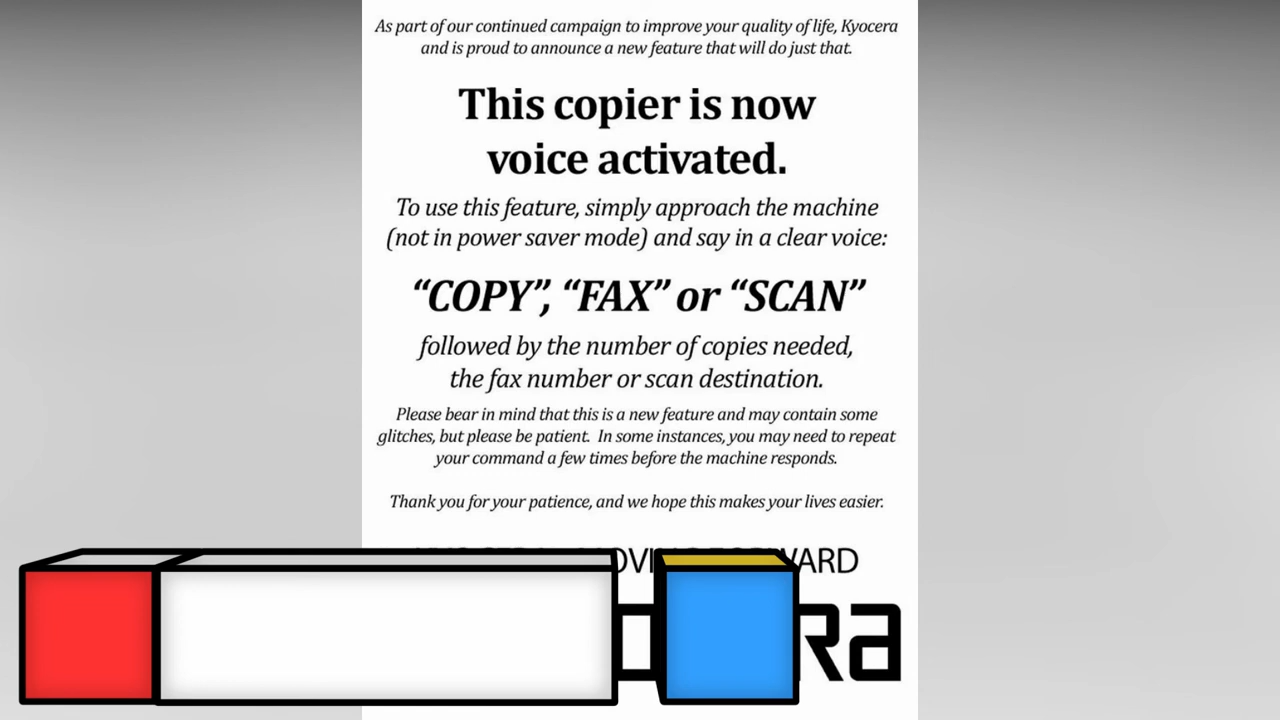 As part of our continued campaign to improve your quality of life, Kyocera
and is proud to announce a new feature that will do just that.
This copier is now
voice activated.
To use this feature, simply approach the machine
(not in power saver mode) and say in a clear voice:
“COPY”, “FAX” or “SCAN”
followed by the number of copies needed,
the fax number or scan destination.
Please bear in mind that this is a new feature and may contain some
glitches, but please be patient.  In some instances, you may need to repeat
your command a few times before the machine responds.
Thank you for your patience, and we hope this makes your lives easier.